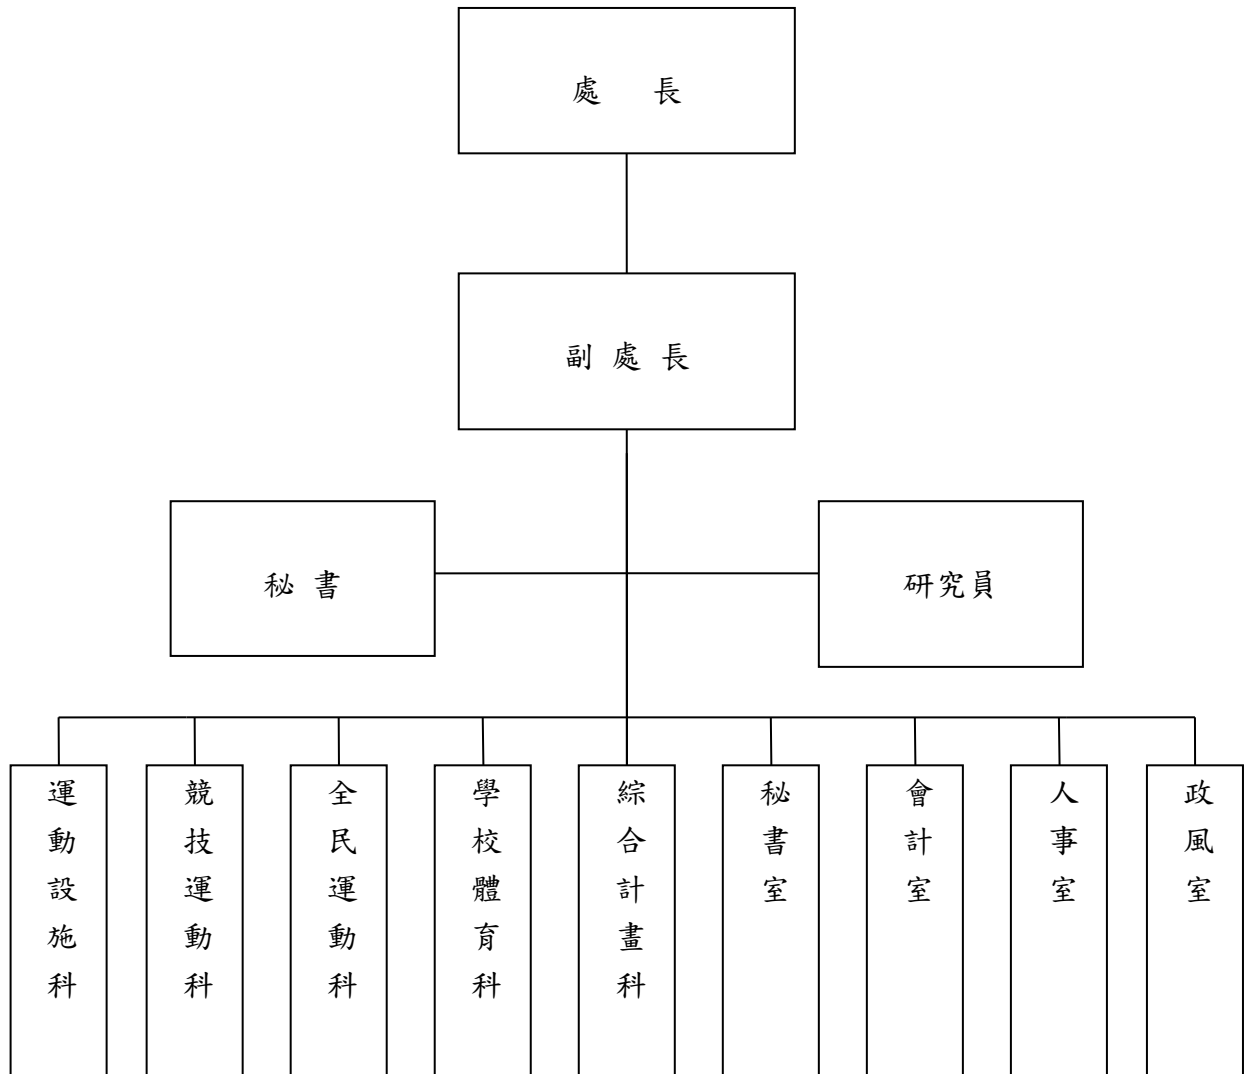 處 長
副 處 長
秘 書
研究員
運動設施科
競技運動科
全民運動科
學校體育科
綜合計畫科
秘書室
會計室
人事室
政風室